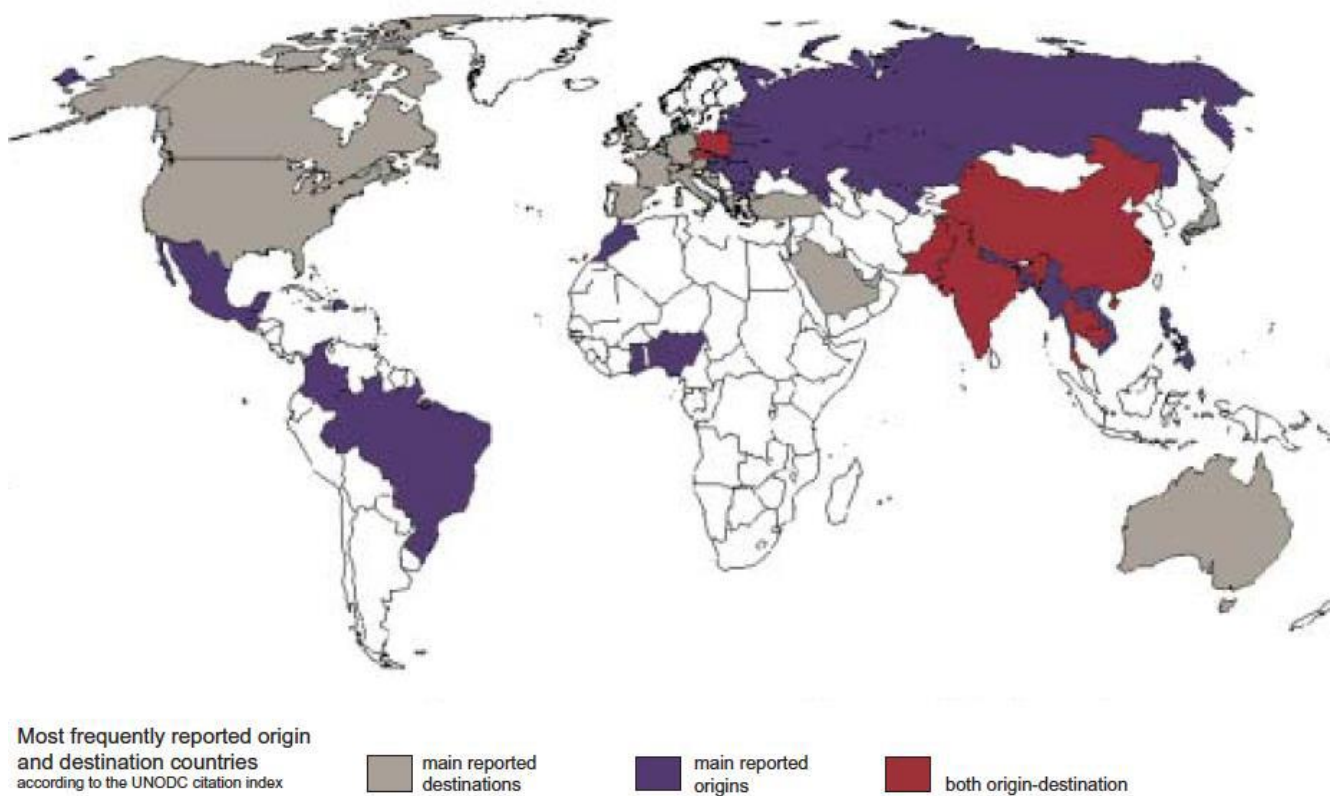 Most frequently reported origin
and destination countries
according to the UNODC citation index
main reported
destinations
main reported
origins
both origin-destination